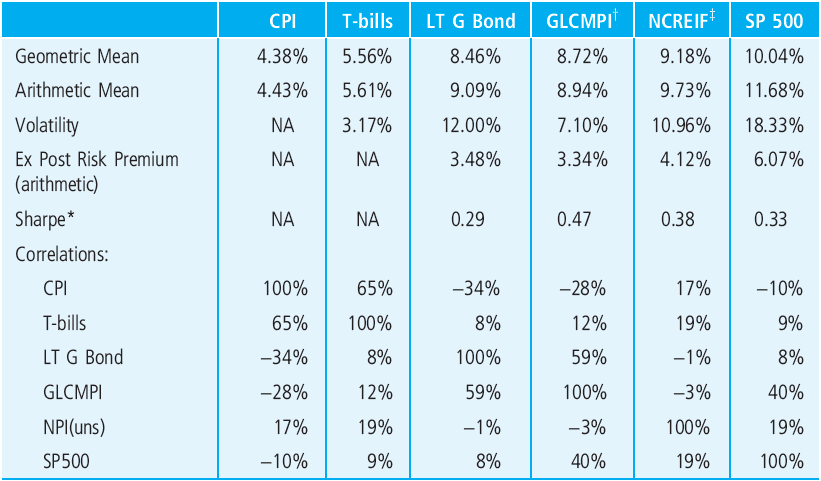 CPI T-bills LT G Bond GLCMPI† NCREIF‡ SP 500
Geometric Mean 4.38% 5.56% 8.46% 8.72% 9.18% 10.04%
Arithmetic Mean 4.43% 5.61% 9.09% 8.94% 9.73% 11.68%
Volatility NA 3.17% 12.00% 7.10% 10.96% 18.33%
Ex Post Risk Premium NA NA 3.48% 3.34% 4.12% 6.07%
(arithmetic)
Sharpe* NA NA 0.29 0.47 0.38 0.33
Correlations:
CPI 100% 65% –34% –28% 17% –10%
T-bills 65% 100% 8% 12% 19% 9%
LT G Bond –34% 8% 100% 59% –1% 8%
GLCMPI –28% 12% 59% 100% –3% 40%
NPI(uns) 17% 19% –1% –3% 100% 19%
SP500 –10% 9% 8% 40% 19% 100%